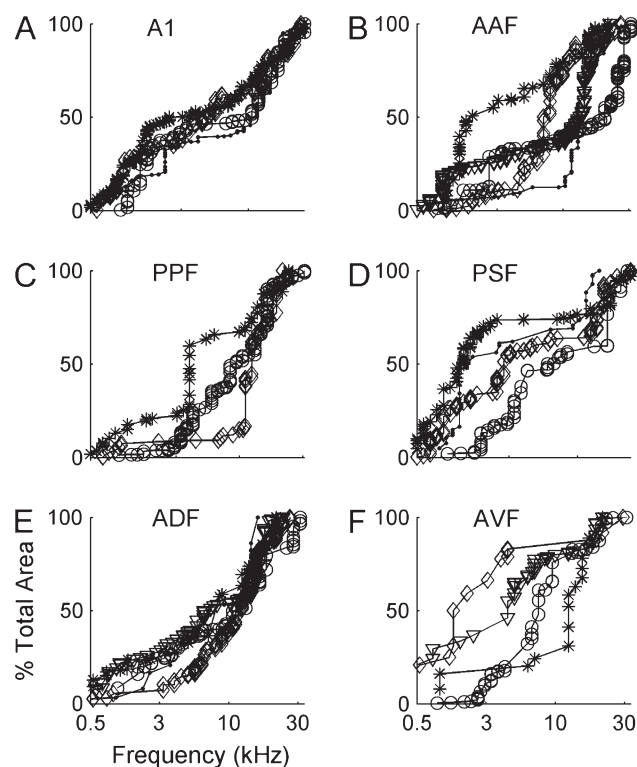 A A1 B AAF
100 100
50 50
0 0
C PPF D PSF
100 100
50 50
0 0
E ADF F AVF
100 100
% Total Area
50 50
0 0
0.5 3 10 30 0.5 3 10 30
Frequency (kHz)